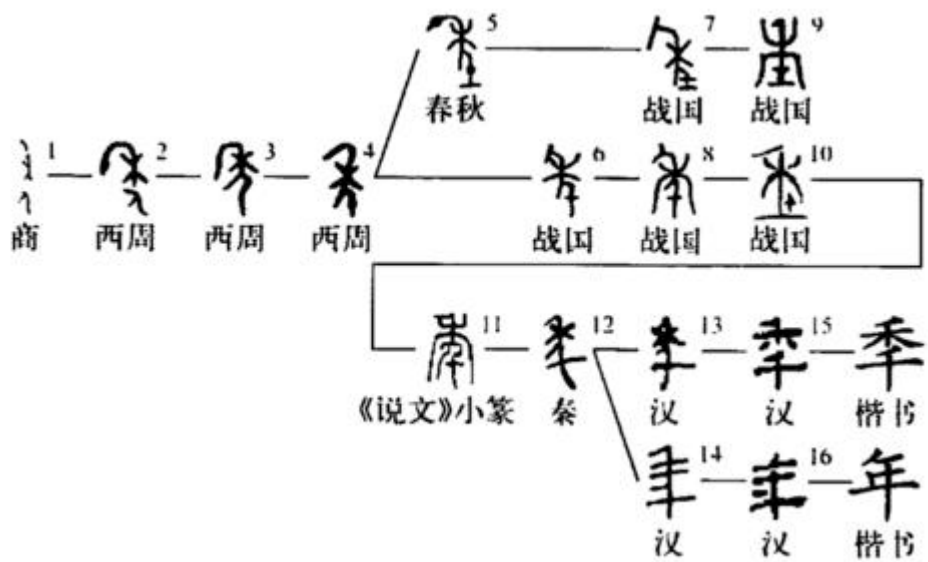 5 7 9
春秋 战国 战国
1 2 3 4 6 8 10
商 西周 西周 西周 战国 战国 战国
11 12 13 15 秊
《说文》小篆 秦 汉 汉 楷书
14 16 年
汉 汉 楷书